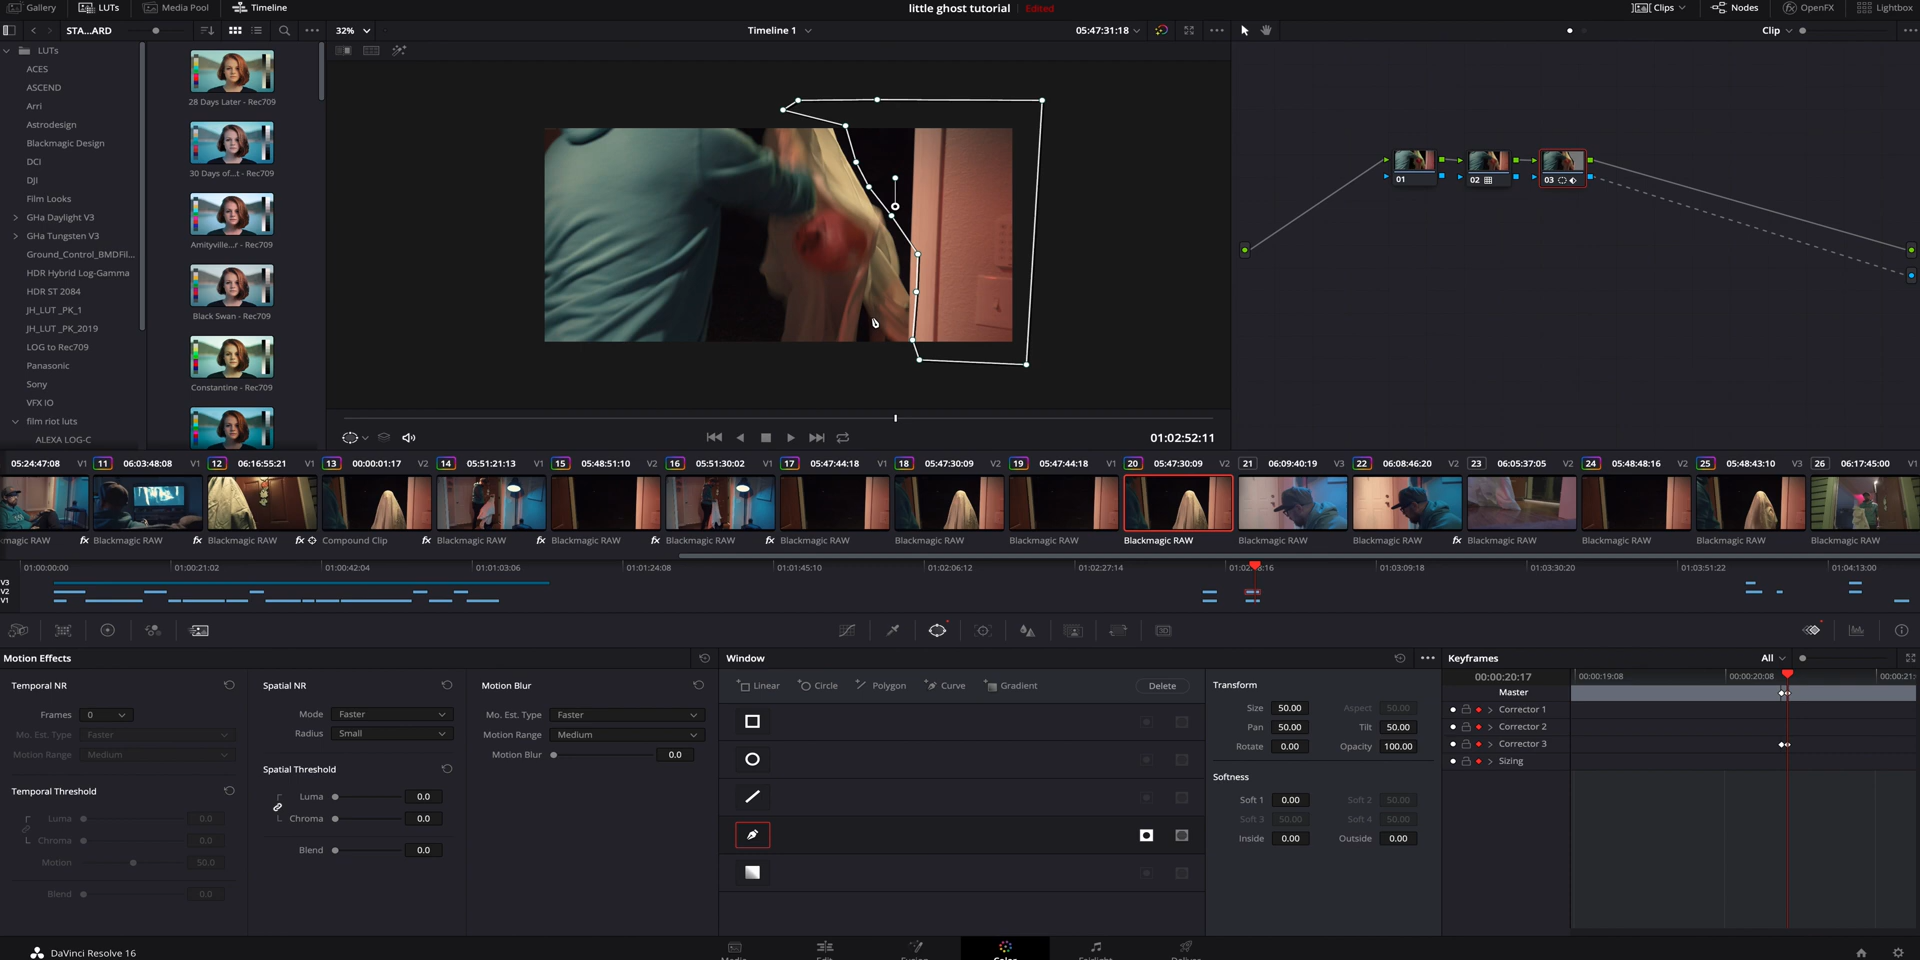 Gallery LUTs Media Pool Timeline little ghost tutorial Edited Clips Nodes OpenFX Lightbox
STA...ARD 32% Timeline 1 05:47:31:18 Clip
LUTs
ACES
ASCEND
Arri
Astrodesign
Blackmagic Design
DCI
DJI
Film Looks
GHa Daylight V3
GHa Tungsten V3
Ground_Control_BMDFil...
HDR Hybrid Log-Gamma
HDR ST 2084
JH_LUT _PK_1
JH_LUT _PK_2019
LOG to Rec709
Panasonic
Sony
VFX IO
film riot luts
ALEXA LOG-C
28 Days Later - Rec709
30 Days of...t - Rec709
Amityville...r - Rec709
Black Swan - Rec709
Constantine - Rec709
01 02 03
01:02:52:11
05:24:47:08 V1 11 06:03:48:08 V1 12 06:16:55:21 V1 13 00:00:01:17 V2 14 05:51:21:13 V1 15 05:48:51:10 V2 16 05:51:30:02 V1 17 05:47:44:18 V1 18 05:47:30:09 V2 19 05:47:44:18 V1 20 05:47:30:09 V2 21 06:09:40:19 V3 22 06:08:46:20 V2 23 05:06:37:05 V2 24 05:48:48:16 V2 25 05:48:43:10 V3 26 06:17:45:00 V1
kmagic RAW fx Blackmagic RAW fx Blackmagic RAW fx Compound Clip fx Blackmagic RAW fx Blackmagic RAW fx Blackmagic RAW fx Blackmagic RAW Blackmagic RAW Blackmagic RAW Blackmagic RAW Blackmagic RAW Blackmagic RAW fx Blackmagic RAW Blackmagic RAW Blackmagic RAW Blackmagic RAW
01:00:00:00 01:00:21:02 01:00:42:04 01:01:03:06 01:01:24:08 01:01:45:10 01:02:06:12 01:02:27:14 01:03:09:18 01:03:30:20 01:03:51:22 01:04:13:00
V3
V2
V1
Motion Effects
Temporal NR
Frames 0
Mo. Est. Type Faster
Motion Range Medium
Temporal Threshold
Luma 0.0
Chroma 0.0
Motion 50.0
Blend 0.0
Spatial NR
Mode Faster
Radius Small
Spatial Threshold
Luma 0.0
Chroma 0.0
Blend 0.0
Motion Blur
Mo. Est. Type Faster
Motion Range Medium
Motion Blur 0.0
Window
Linear Circle Polygon Curve Gradient Delete
Transform
Size 50.00 Aspect 50.00
Pan 50.00 Tilt 50.00
Rotate 0.00 Opacity 100.00
Softness
Soft 1 0.00 Soft 2 50.00
Soft 3 50.00 Soft 4 50.00
Inside 0.00 Outside 0.00
Keyframes All
00:00:20:17 00:00:19:08 00:00:20:08 00:00:21:
Master
Corrector 1
Corrector 2
Corrector 3
Sizing
DaVinci Resolve 16 Media Edit Fusion Color Fairlight Deliver